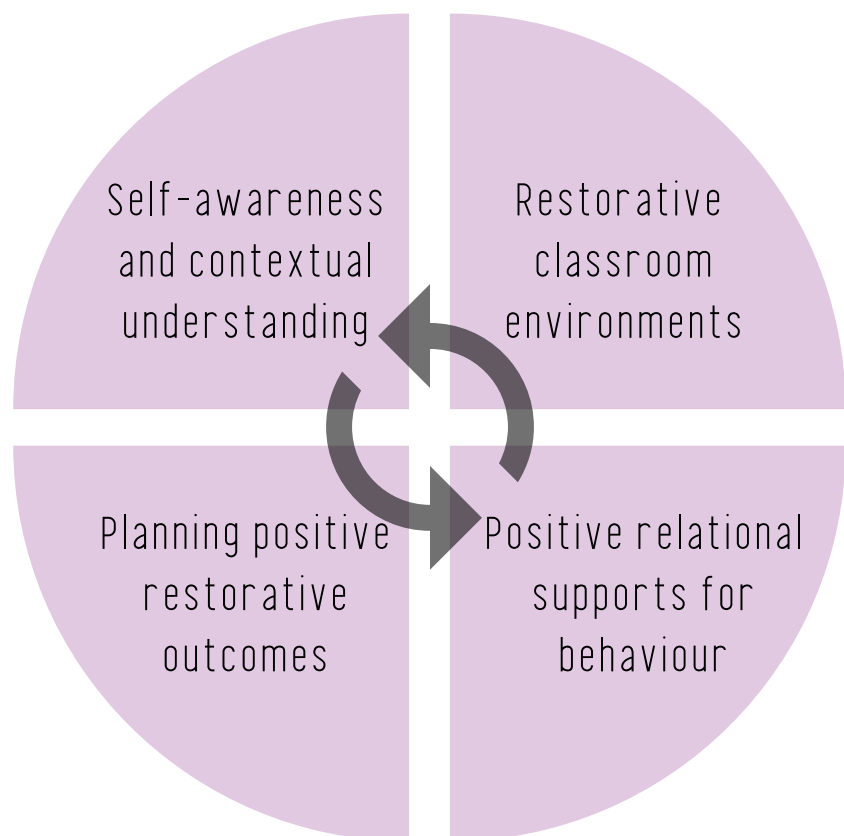 Self-awareness
and contextual
understanding
Restorative
classroom
environments
Planning positive
restorative
outcomes
Positive relational
supports for
behaviour